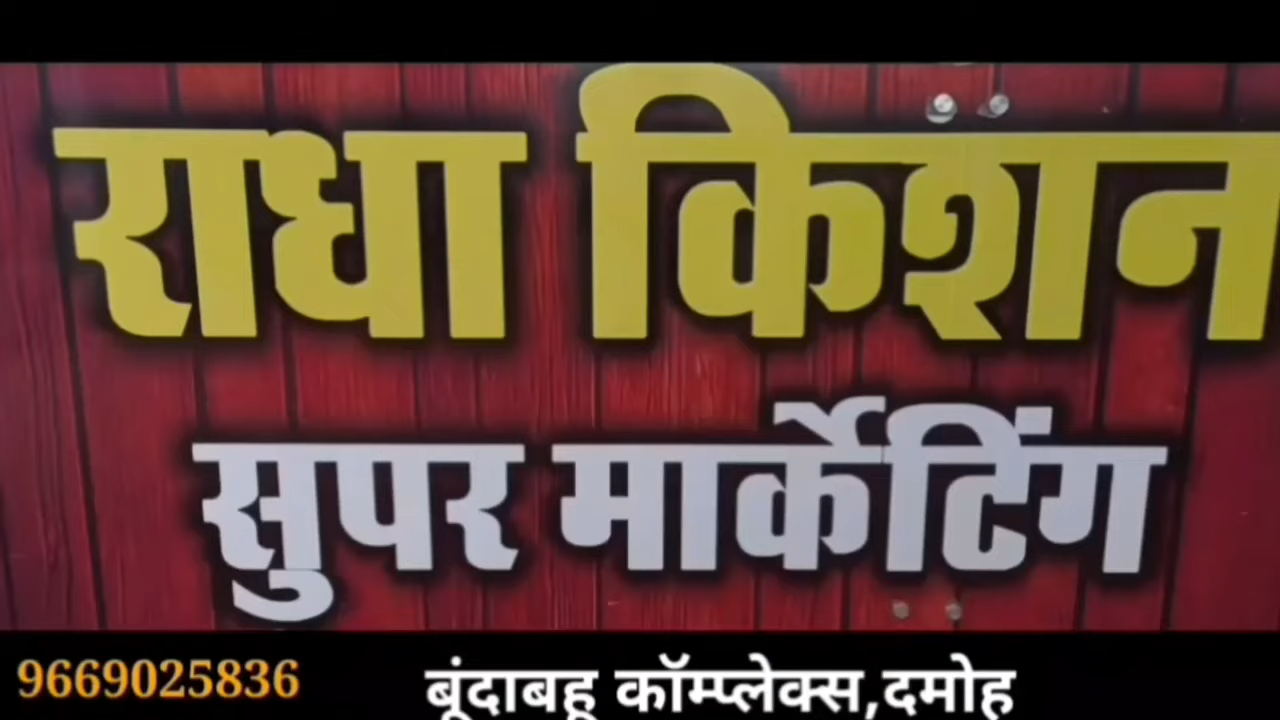 राधा किशन
सुपर मार्केटिंग
9669025836 बूंदाबहू कॉम्प्लेक्स,दमोह